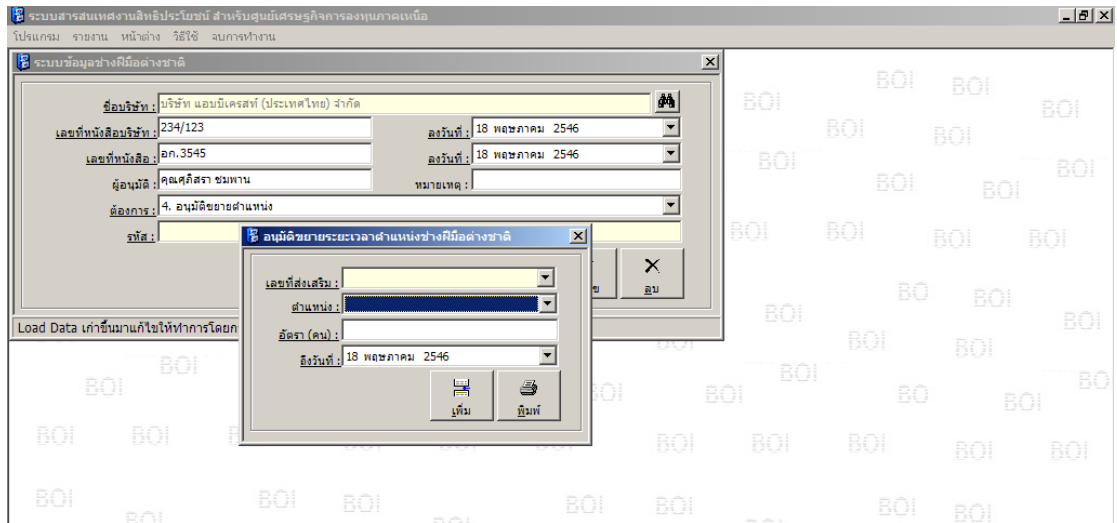 ระบบสารสนเทศงานสิทธิประโยชน์ สำหรับศูนย์เศรษฐกิจการลงทุนภาคเหนือ
โปรแกรม รายงาน หน้าต่าง วิธีใช้ จบการทำงาน
ระบบข้อมูลช่างฝีมือต่างชาติ
ชื่อบริษัท : บริษัท แอบบิเครสท์ (ประเทศไทย) จำกัด
เลขที่หนังสือบริษัท : 234/123 ลงวันที่ : 18 พฤษภาคม 2546
เลขที่หนังสือ : อก.3545 ลงวันที่ : 18 พฤษภาคม 2546
ผู้อนุมัติ : คุณศุภิสรา ชมพาน หมายเหตุ :
ต้องการ : 4. อนุมัติขยายตำแหน่ง
รหัส :
ลบ
Load Data เก่าขึ้นมาแก้ไขให้ทำการโดยก
อนุมัติขยายระยะเวลาตำแหน่งช่างฝีมือต่างชาติ
เลขที่ส่งเสริม :
ตำแหน่ง :
อัตรา (คน) :
ถึงวันที่ : 18 พฤษภาคม 2546
เพิ่ม พิมพ์